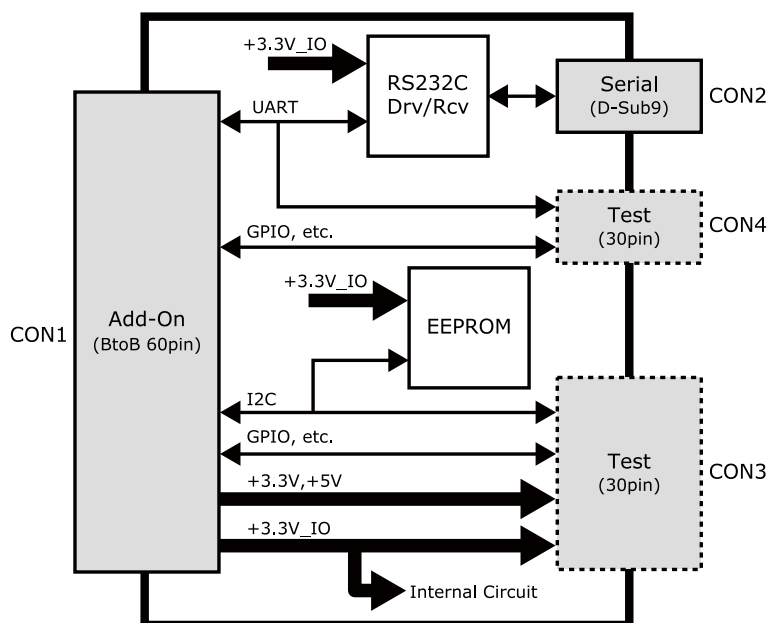 +3.3V_IO
RS232C
Drv/Rcv
Serial
(D-Sub9)
CON2
UART
Test
(30pin)
CON4
GPIO, etc.
+3.3V_IO
EEPROM
CON1
Add-On
(BtoB 60pin)
I2C
GPIO, etc.
Test
(30pin)
CON3
+3.3V,+5V
+3.3V_IO
Internal Circuit